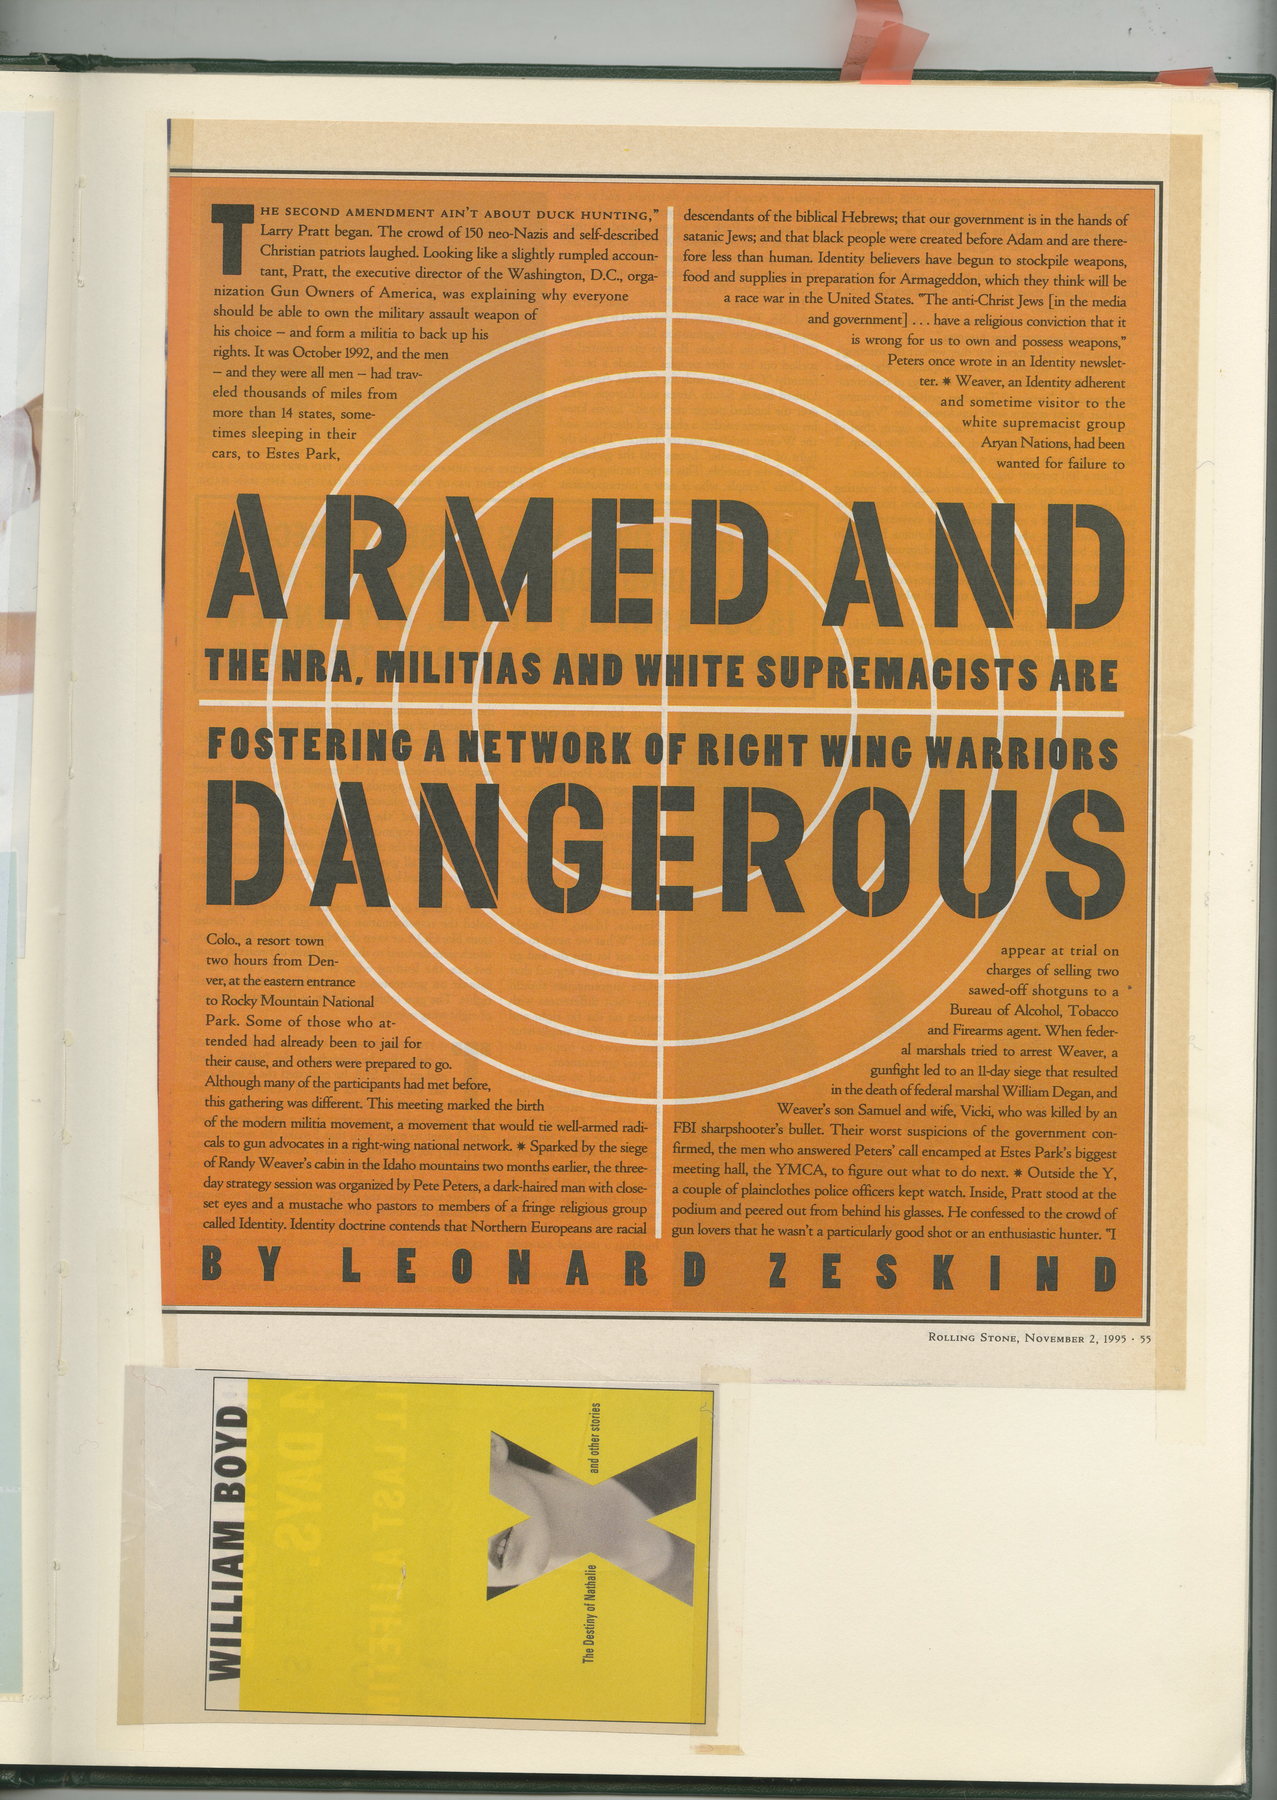 THE SECOND AMENDMENT AIN'T ABOUT DUCK HUNTING,"
Larry Pratt began. The crowd of 150 neo-Nazis and self-described
Christian patriots laughed. Looking like a slightly rumpled accoun-
tant, Pratt, the executive director of the Washington, D.C., orga-
nization Gun Owners of America, was explaining why everyone
should be able to own the military assault weapon of
his choice – and form a militia to back up his
rights. It was October 1992, and the men
– and they were all men – had trav-
eled thousands of miles from
more than 14 states, some-
times sleeping in their
cars, to Estes Park,
ARMED AND
THE NRA, MILITIAS AND WHITE SUPREMACISTS ARE
FOSTERING A NETWORK OF RIGHT WING WARRIORS
DANGEROUS
Colo., a resort town
two hours from Den-
ver, at the eastern entrance
to Rocky Mountain National
Park. Some of those who at-
tended had already been to jail for
their cause, and others were prepared to go.
Although many of the participants had met before,
this gathering was different. This meeting marked the birth
of the modern militia movement, a movement that would tie well-armed radi-
cals to gun advocates in a right-wing national network. ✷ Sparked by the siege
of Randy Weaver's cabin in the Idaho mountains two months earlier, the three-
day strategy session was organized by Pete Peters, a dark-haired man with close-
set eyes and a mustache who pastors to members of a fringe religious group
called Identity. Identity doctrine contends that Northern Europeans are racial
descendants of the biblical Hebrews; that our government is in the hands of
satanic Jews; and that black people were created before Adam and are there-
fore less than human. Identity believers have begun to stockpile weapons,
food and supplies in preparation for Armageddon, which they think will be
a race war in the United States. "The anti-Christ Jews [in the media
and government] . . . have a religious conviction that it
is wrong for us to own and possess weapons,"
Peters once wrote in an Identity newslet-
ter. ✷ Weaver, an Identity adherent
and sometime visitor to the
white supremacist group
Aryan Nations, had been
wanted for failure to
appear at trial on
charges of selling two
sawed-off shotguns to a
Bureau of Alcohol, Tobacco
and Firearms agent. When feder-
al marshals tried to arrest Weaver, a
gunfight led to an 11-day siege that resulted
in the death of federal marshal William Degan, and
Weaver's son Samuel and wife, Vicki, who was killed by an
FBI sharpshooter's bullet. Their worst suspicions of the government con-
firmed, the men who answered Peters' call encamped at Estes Park's biggest
meeting hall, the YMCA, to figure out what to do next. ✷ Outside the Y,
a couple of plainclothes police officers kept watch. Inside, Pratt stood at the
podium and peered out from behind his glasses. He confessed to the crowd of
gun lovers that he wasn't a particularly good shot or an enthusiastic hunter. "I
BY LEONARD ZESKIND
ROLLING STONE, NOVEMBER 2, 1995 · 55
WILLIAM BOYD
The Destiny of Nathalie
X
and other stories